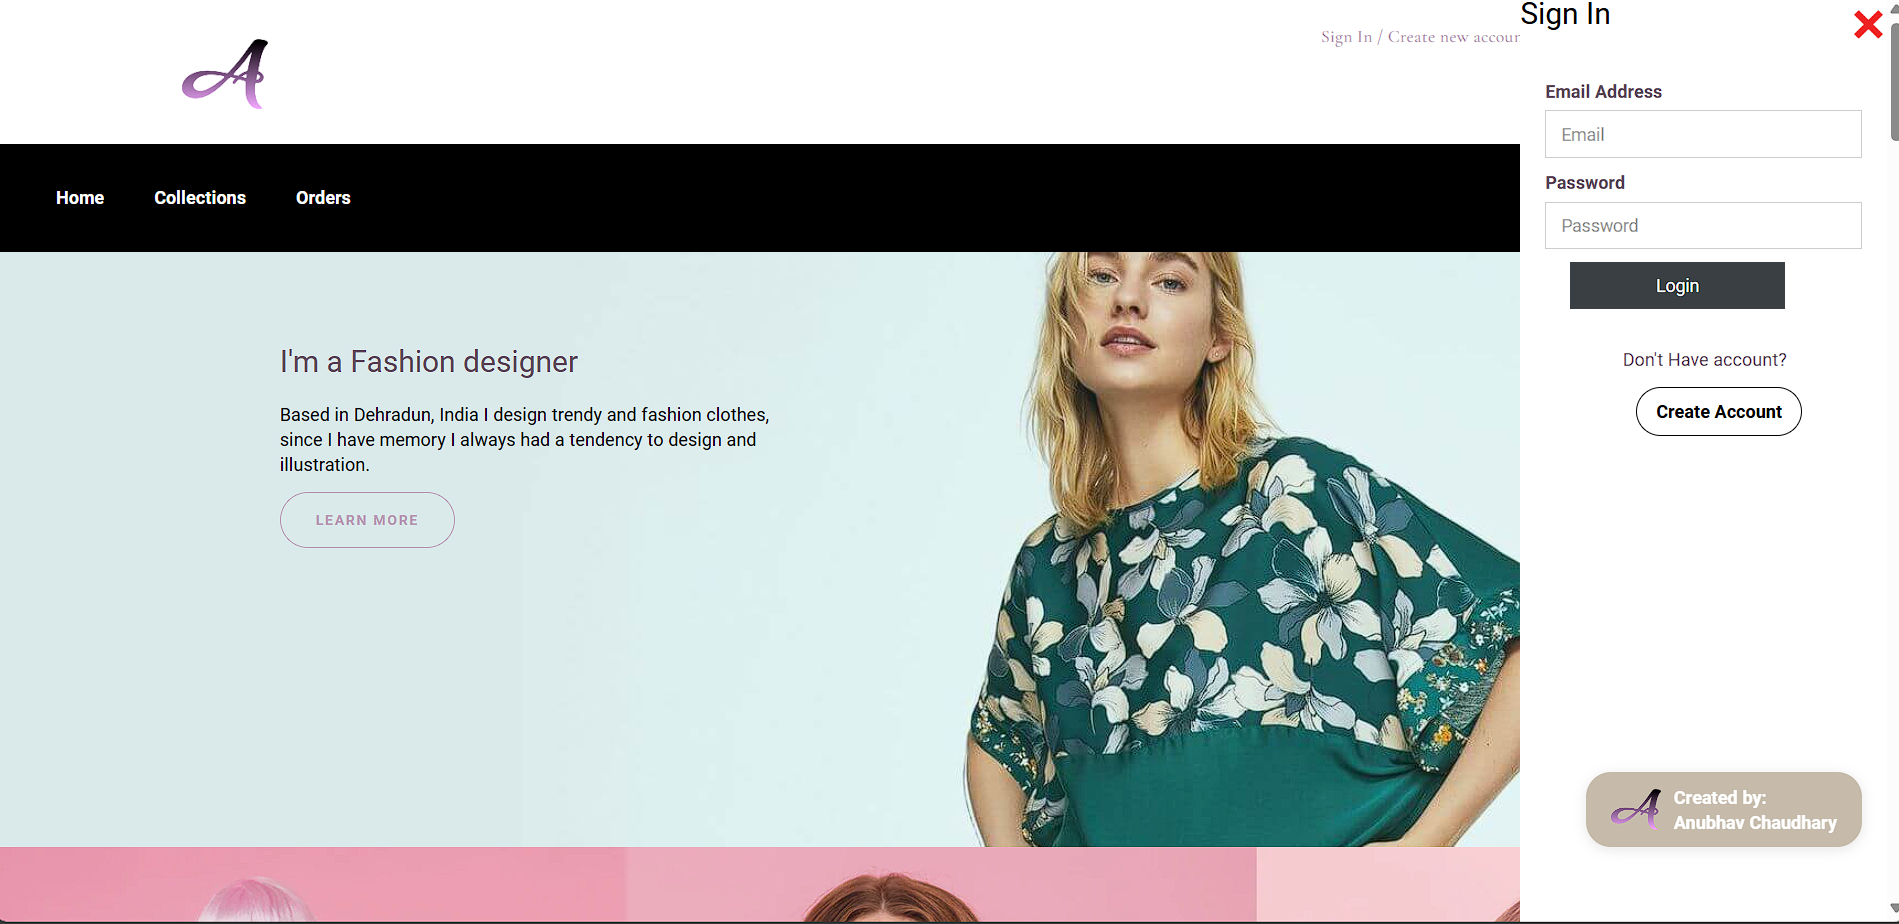 Sign In / Create new accoun
Home
Collections
Orders
I'm a Fashion designer
Based in Dehradun, India I design trendy and fashion clothes,
since I have memory I always had a tendency to design and
illustration.
LEARN MORE
Sign In
Email Address
Email
Password
Password
Login
Don't Have account?
Create Account
A
Created by:
Anubhav Chaudhary